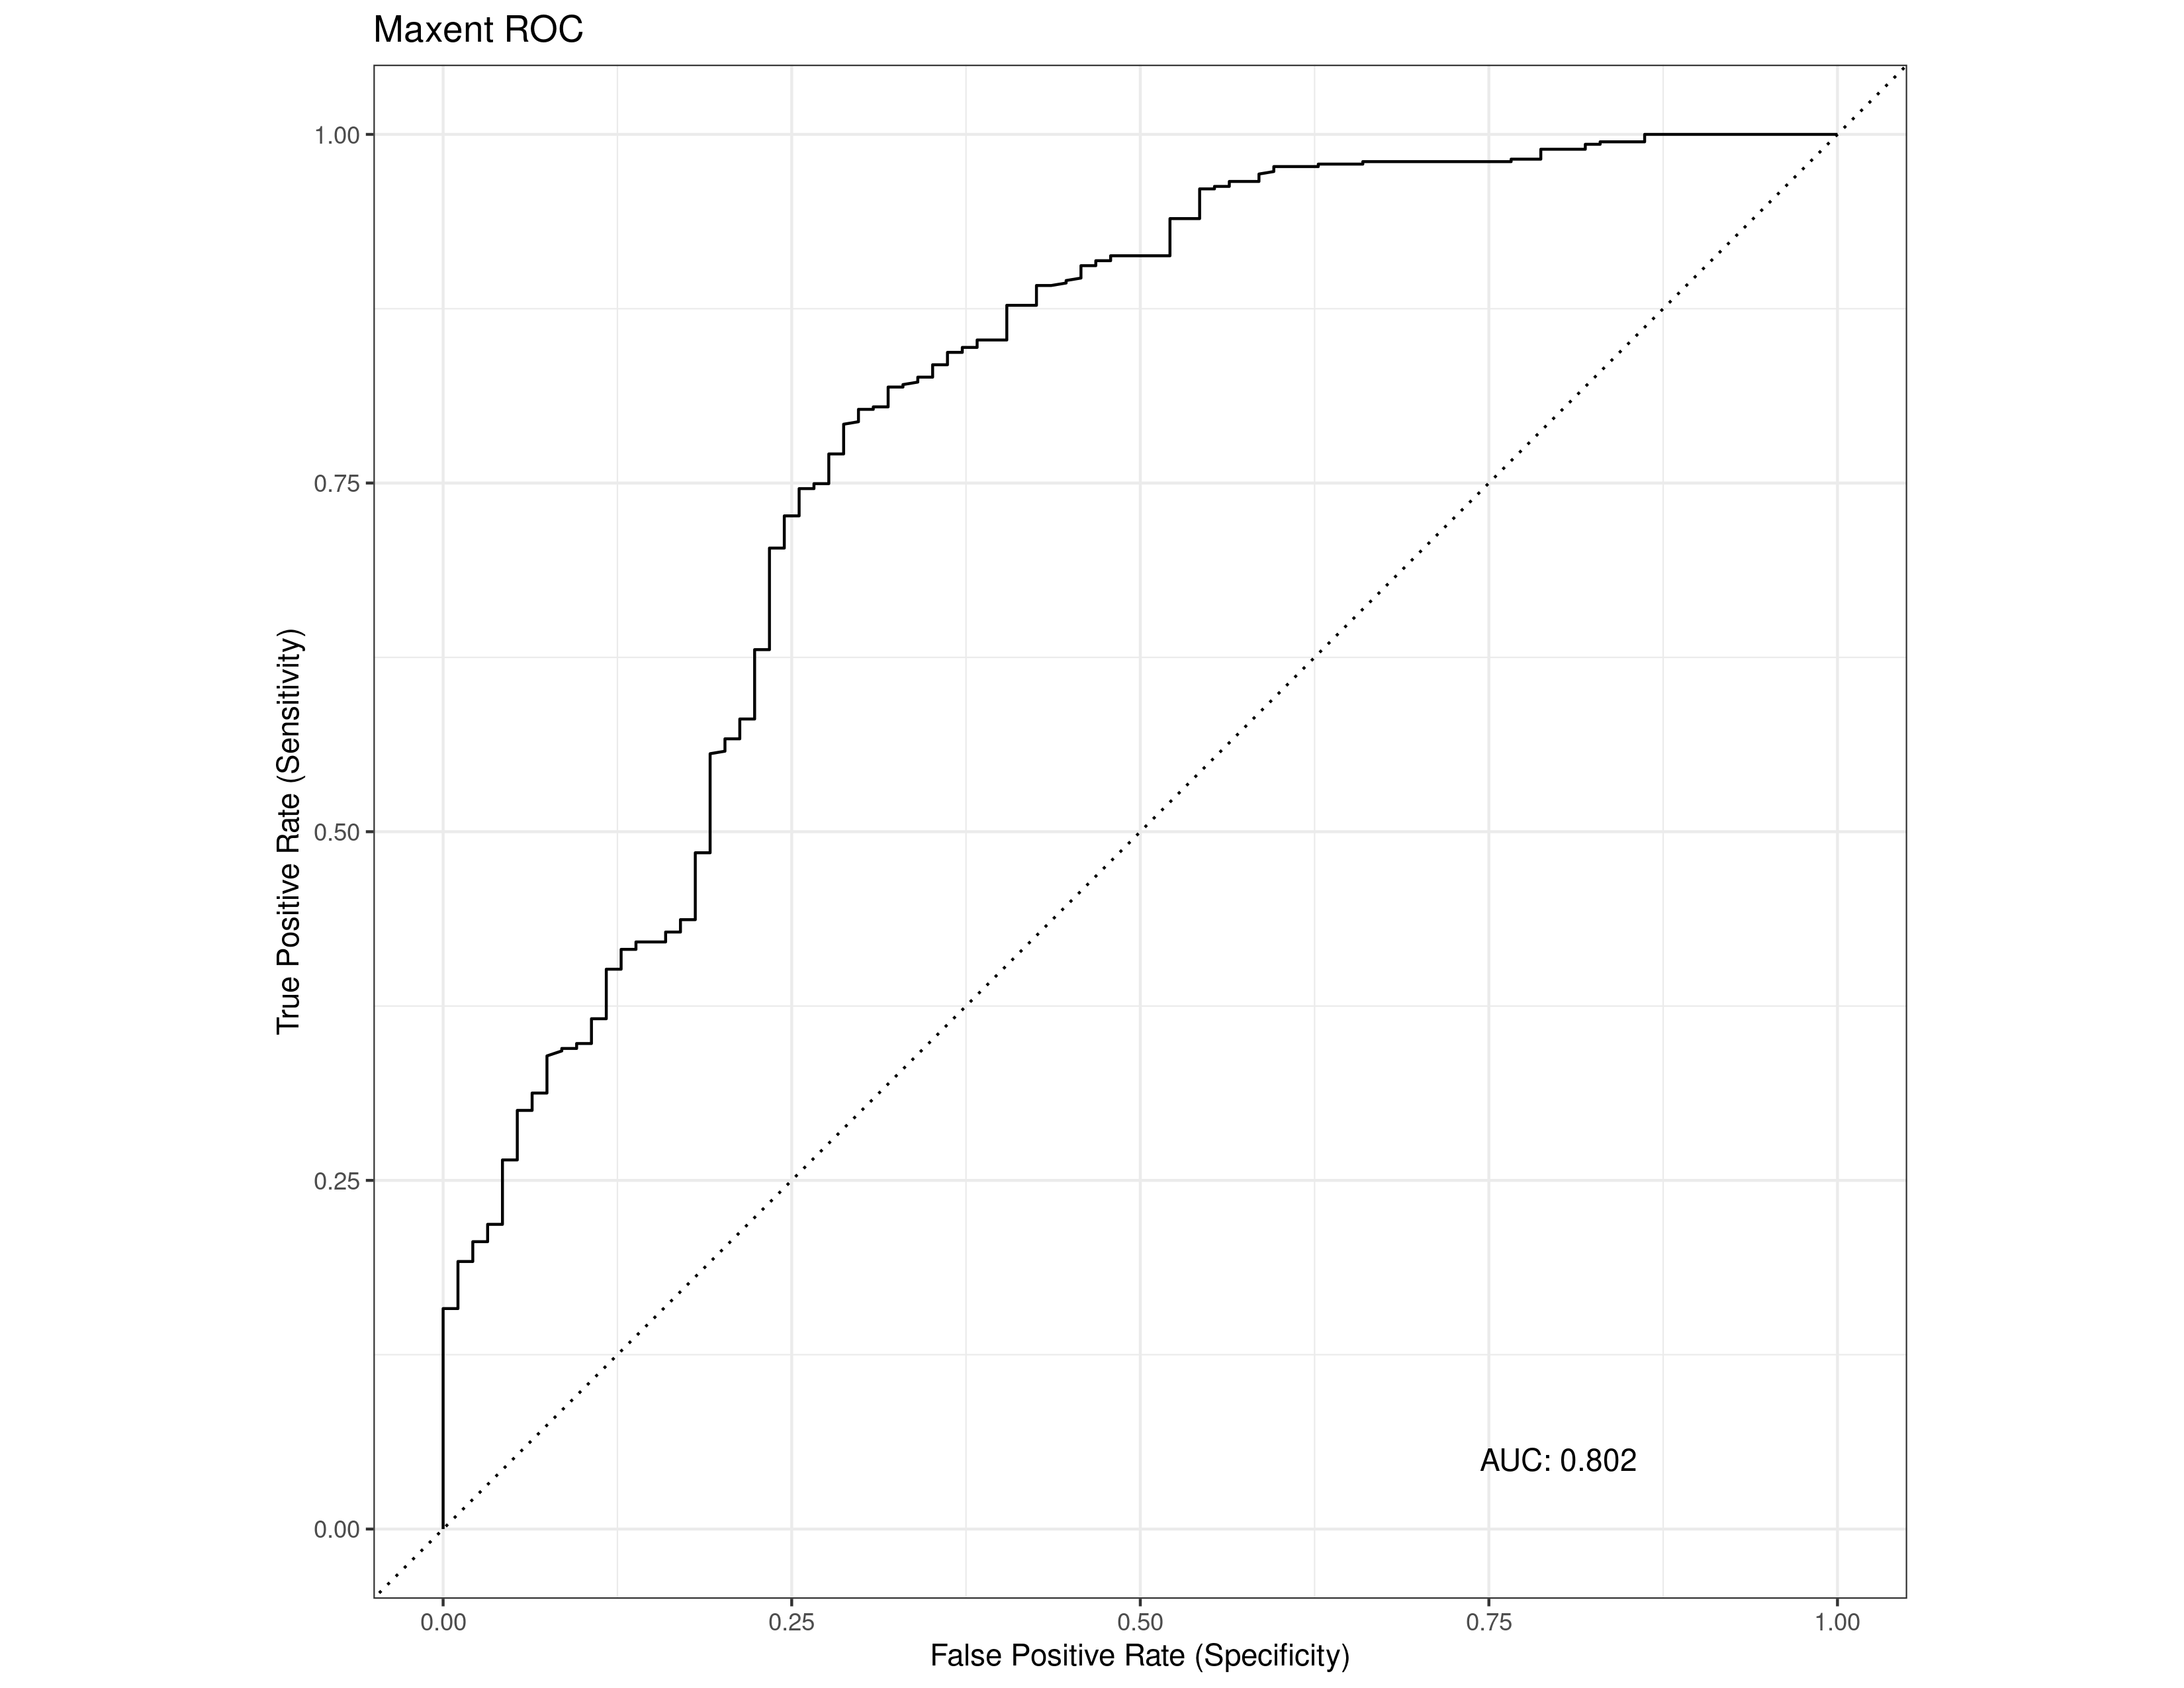 Maxent ROC
True Positive Rate (Sensitivity)
1.00
0.75
0.50
0.25
0.00
AUC: 0.802
0.00 0.25 0.50 0.75 1.00
False Positive Rate (Specificity)